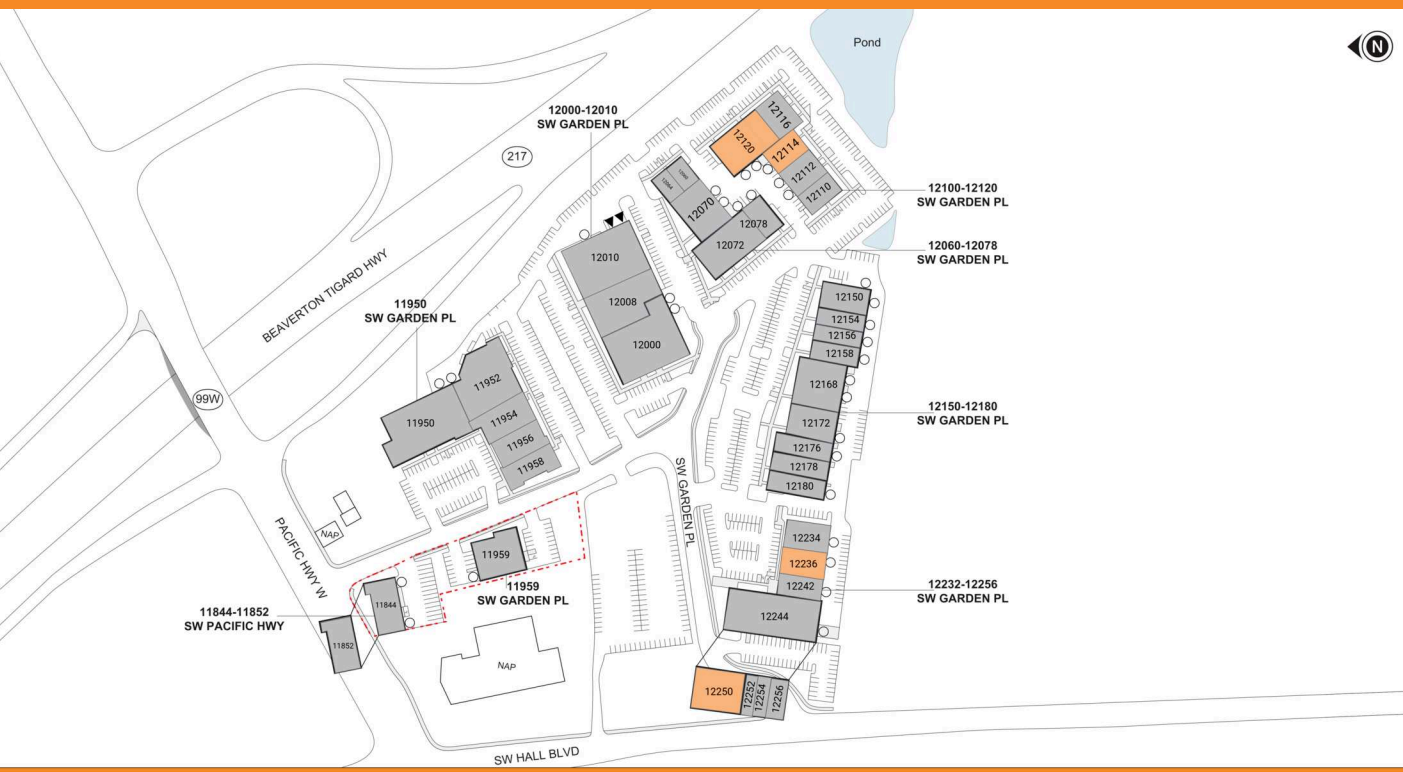 Pond
N
12000-12010
SW GARDEN PL
217
12116
12120
12114
12112
12110
12100-12120
SW GARDEN PL
12070
12078
12072
12060-12078
SW GARDEN PL
12010
12008
12000
BEAVERTON TIGARD HWY
11950
SW GARDEN PL
99W
11952
11950
11954
11956
11958
12150
12154
12156
12158
12168
12172
12176
12178
12180
12150-12180
SW GARDEN PL
SW GARDEN PL
NAP
PACIFIC HWY W
11959
11959
SW GARDEN PL
11844
11852
11844-11852
SW PACIFIC HWY
NAP
12234
12236
12242
12244
12232-12256
SW GARDEN PL
12250
12252
12254
12256
SW HALL BLVD